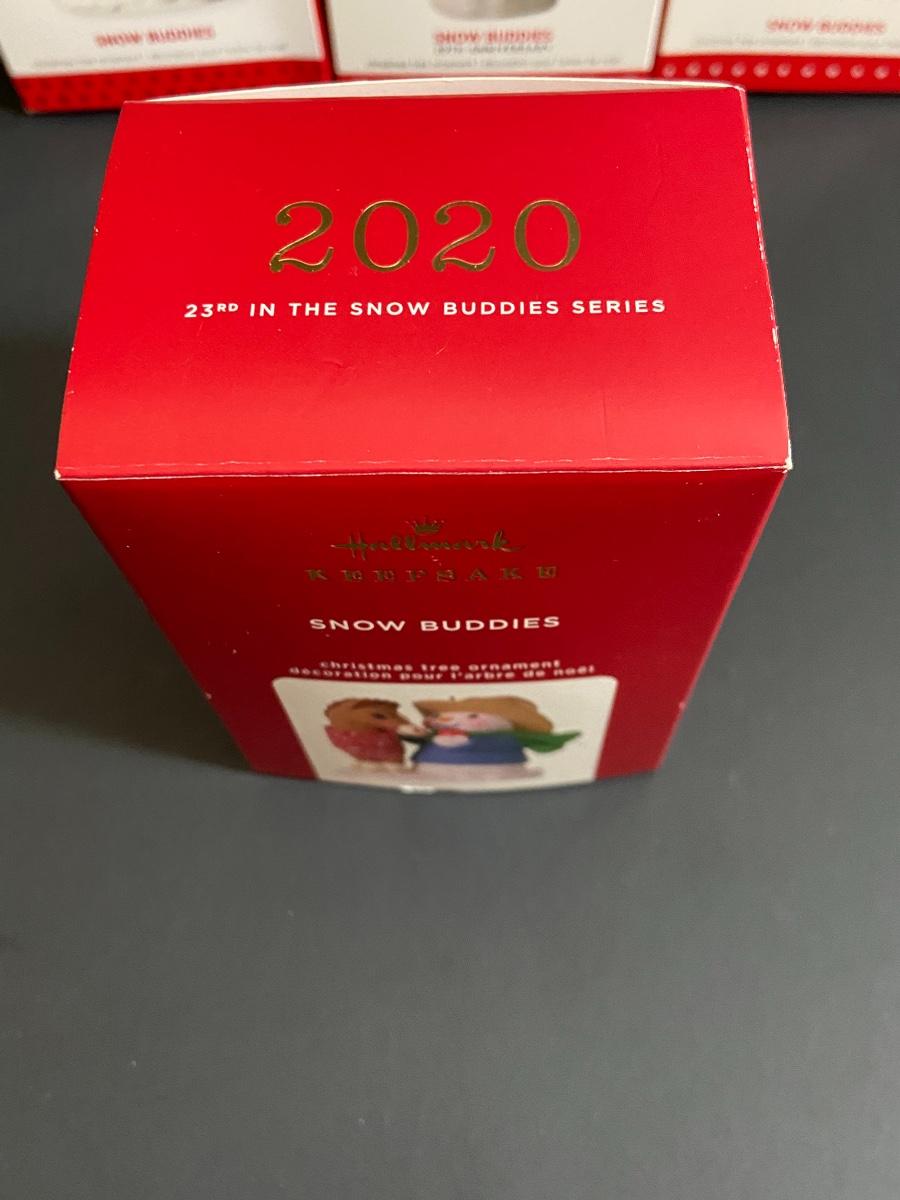 SNOW BUDDIES
SNOW BUDDIES
SNOW BUDDIES
2020
23RD IN THE SNOW BUDDIES SERIES
Hallmark
KEEPSAKE
SNOW BUDDIES
christmas tree ornament
décoration pour l'arbre de noël